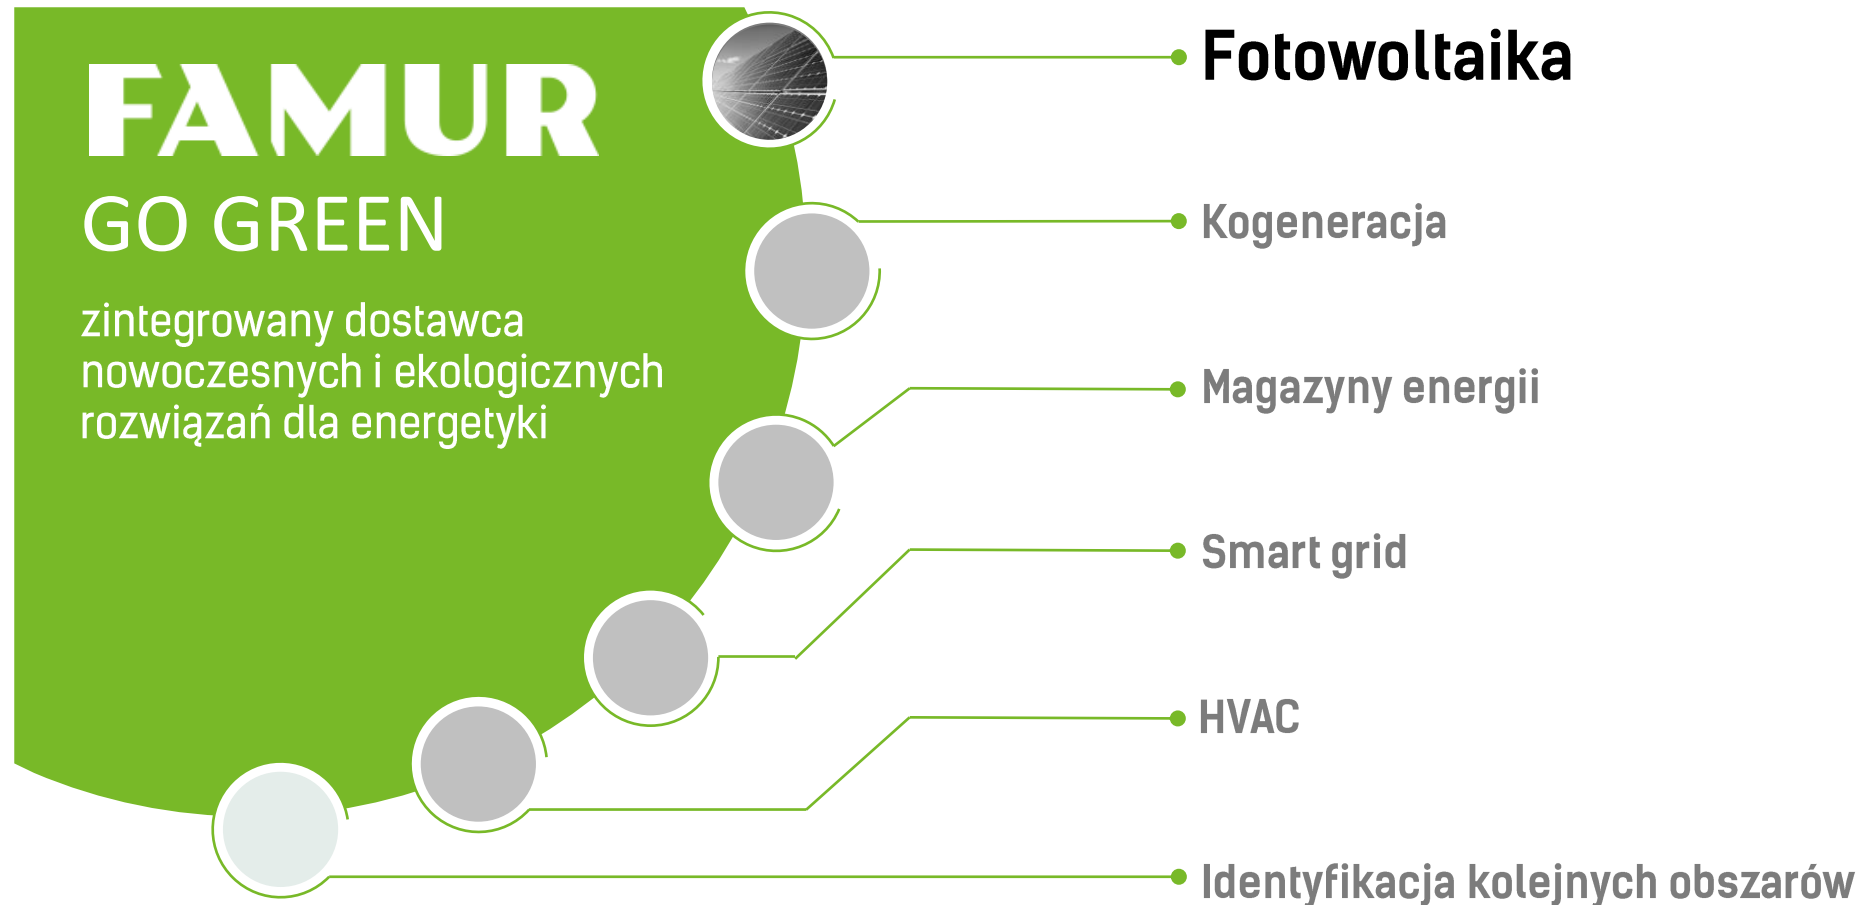 FAMUR
GO GREEN
zintegrowany dostawca
nowoczesnych i ekologicznych
rozwiązań dla energetyki
Fotowoltaika
Kogeneracja
Magazyny energii
Smart grid
HVAC
Identyfikacja kolejnych obszarów